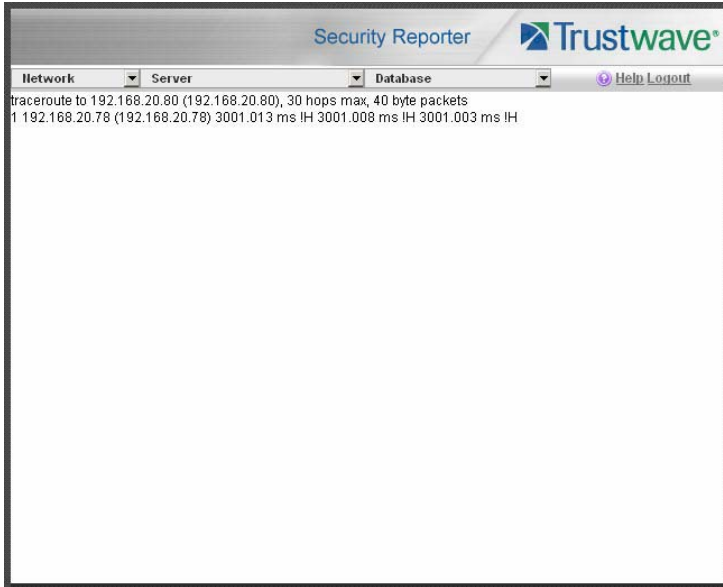 Security Reporter
Trustwave®
Network Server Database Help Logout
traceroute to 192.168.20.80 (192.168.20.80), 30 hops max, 40 byte packets
1 192.168.20.78 (192.168.20.78) 3001.013 ms !H 3001.008 ms !H 3001.003 ms !H